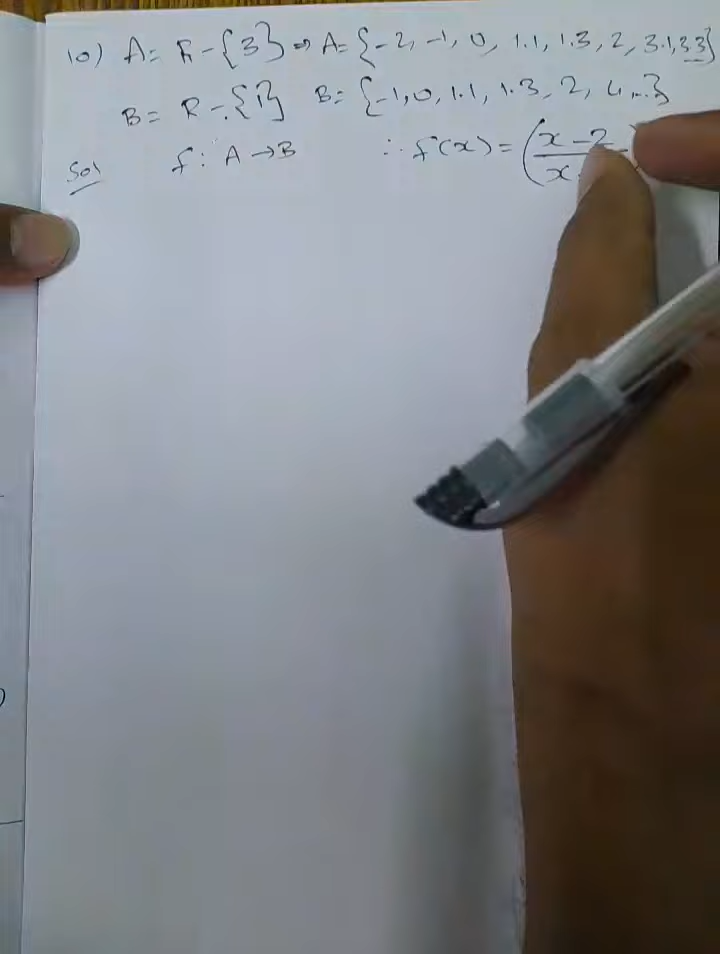 10) A = R - {3} ⇒ A = {-2, -1, 0, 1.1, 1.3, 2, 3.1, 3.3}
B = R - {1} B = {-1, 0, 1.1, 1.3, 2, 4, ...}
Sol f : A → B ∴ f(x) = (x - 2 / x